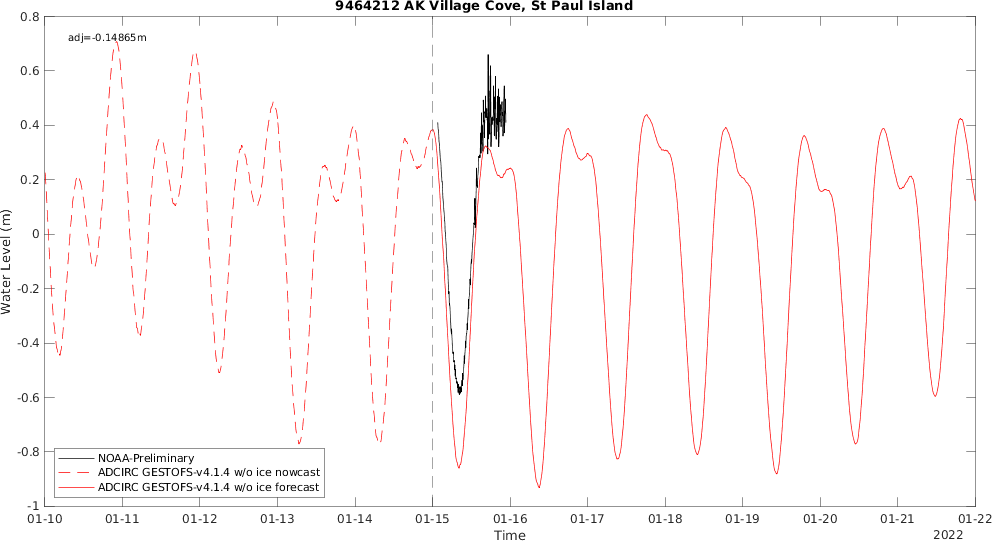 9464212 AK Village Cove, St Paul Island
adj=-0.14865m
0.8
0.6
0.4
0.2
0
-0.2
-0.4
-0.6
-0.8
-1
Water Level (m)
NOAA-Preliminary
ADCIRC GESTOFS-v4.1.4 w/o ice nowcast
ADCIRC GESTOFS-v4.1.4 w/o ice forecast
01-10 01-11 01-12 01-13 01-14 01-15 01-16 01-17 01-18 01-19 01-20 01-21 01-22
Time
2022